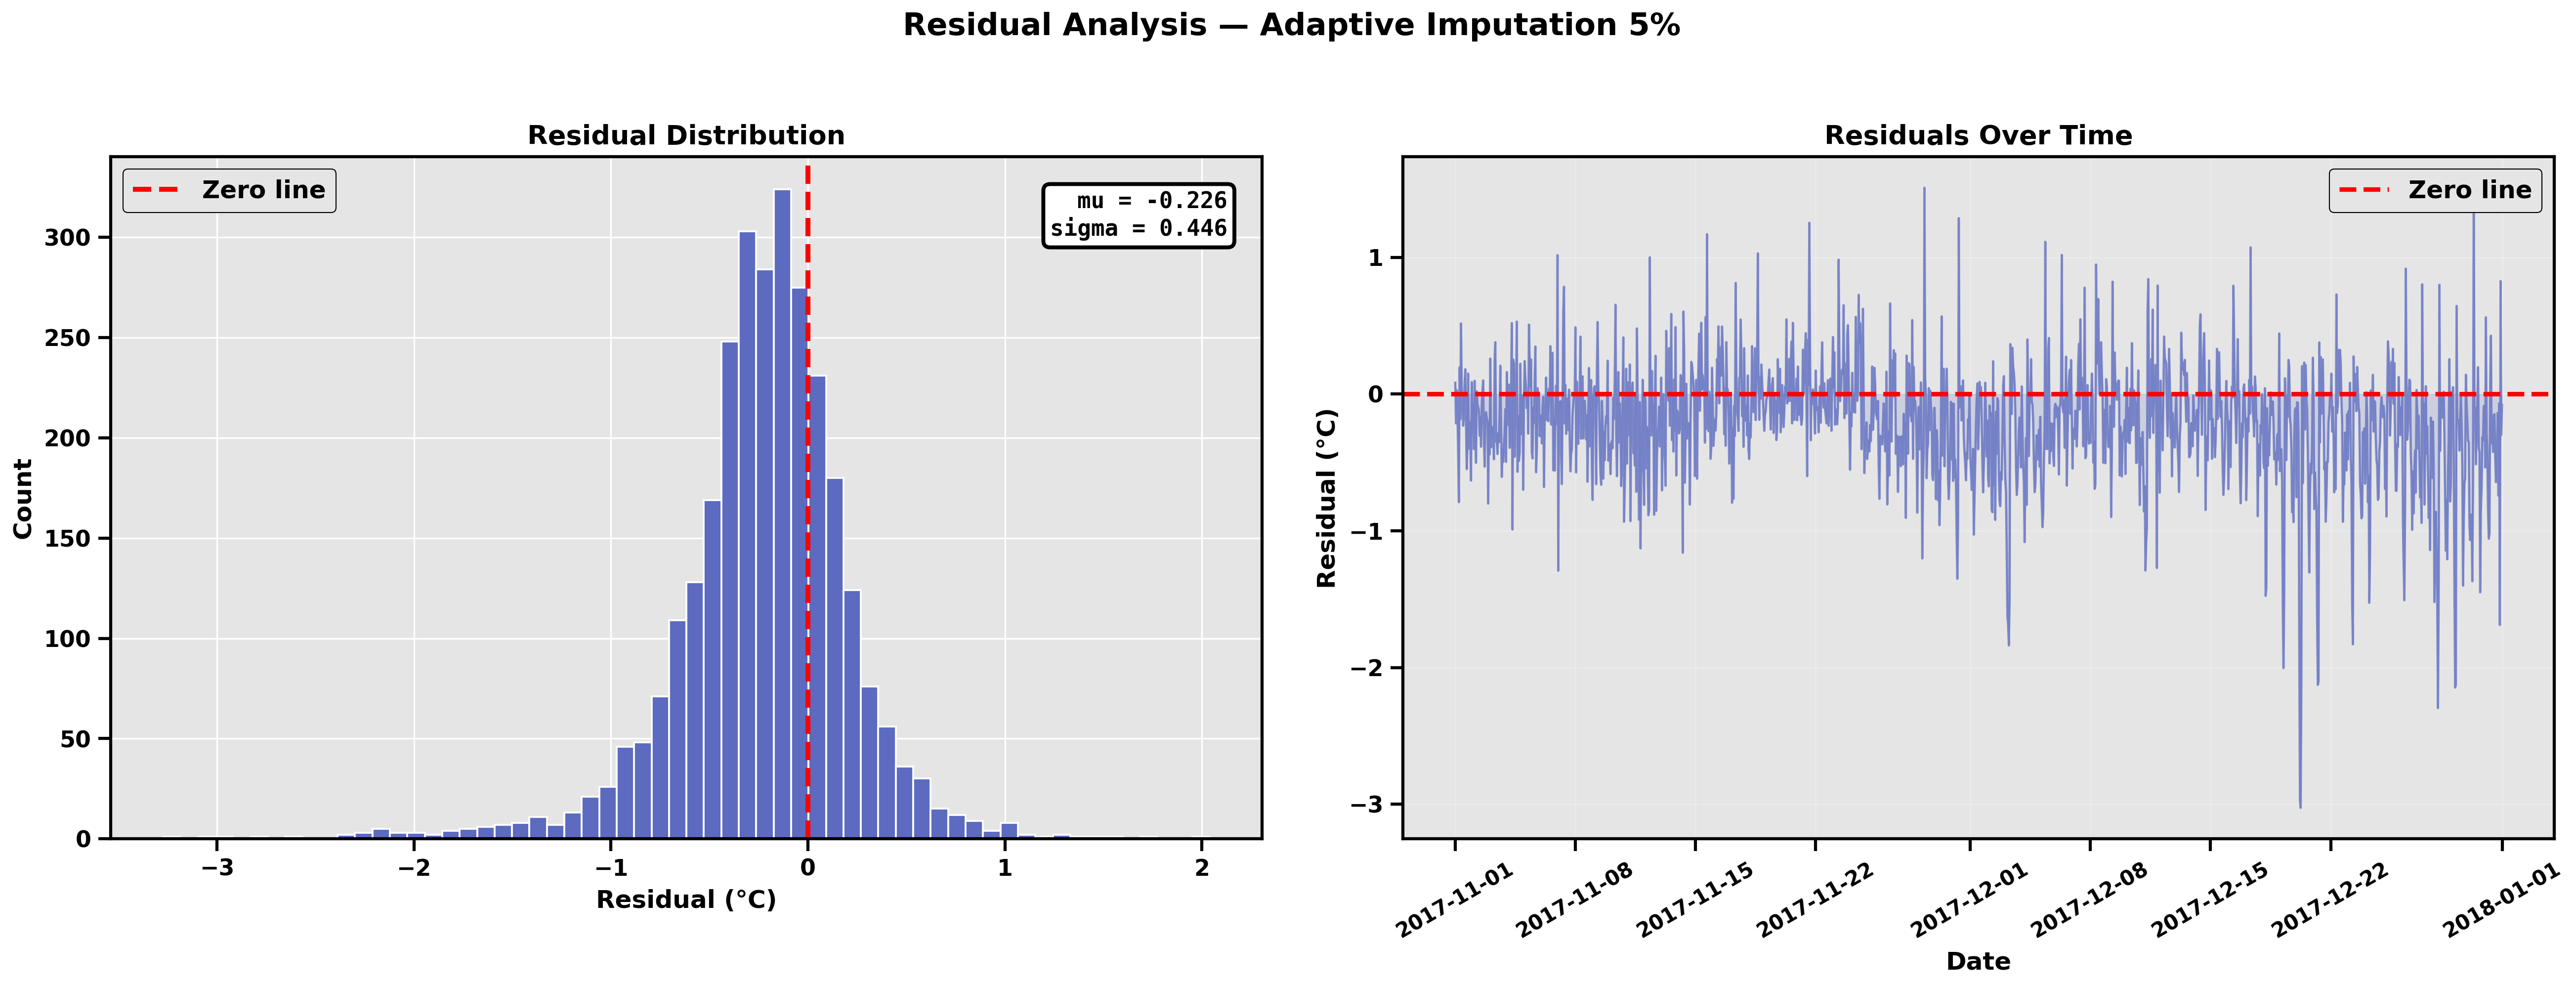 Residual Analysis — Adaptive Imputation 5%
Residual Distribution
Zero line
mu = -0.226
sigma = 0.446
300
250
200
150
100
50
0
Count
−3
−2
−1
0
1
2
Residual (°C)
Residuals Over Time
Zero line
1
0
−1
−2
−3
Residual (°C)
2017-11-01
2017-11-08
2017-11-15
2017-11-22
2017-12-01
2017-12-08
2017-12-15
2017-12-22
2018-01-01
Date